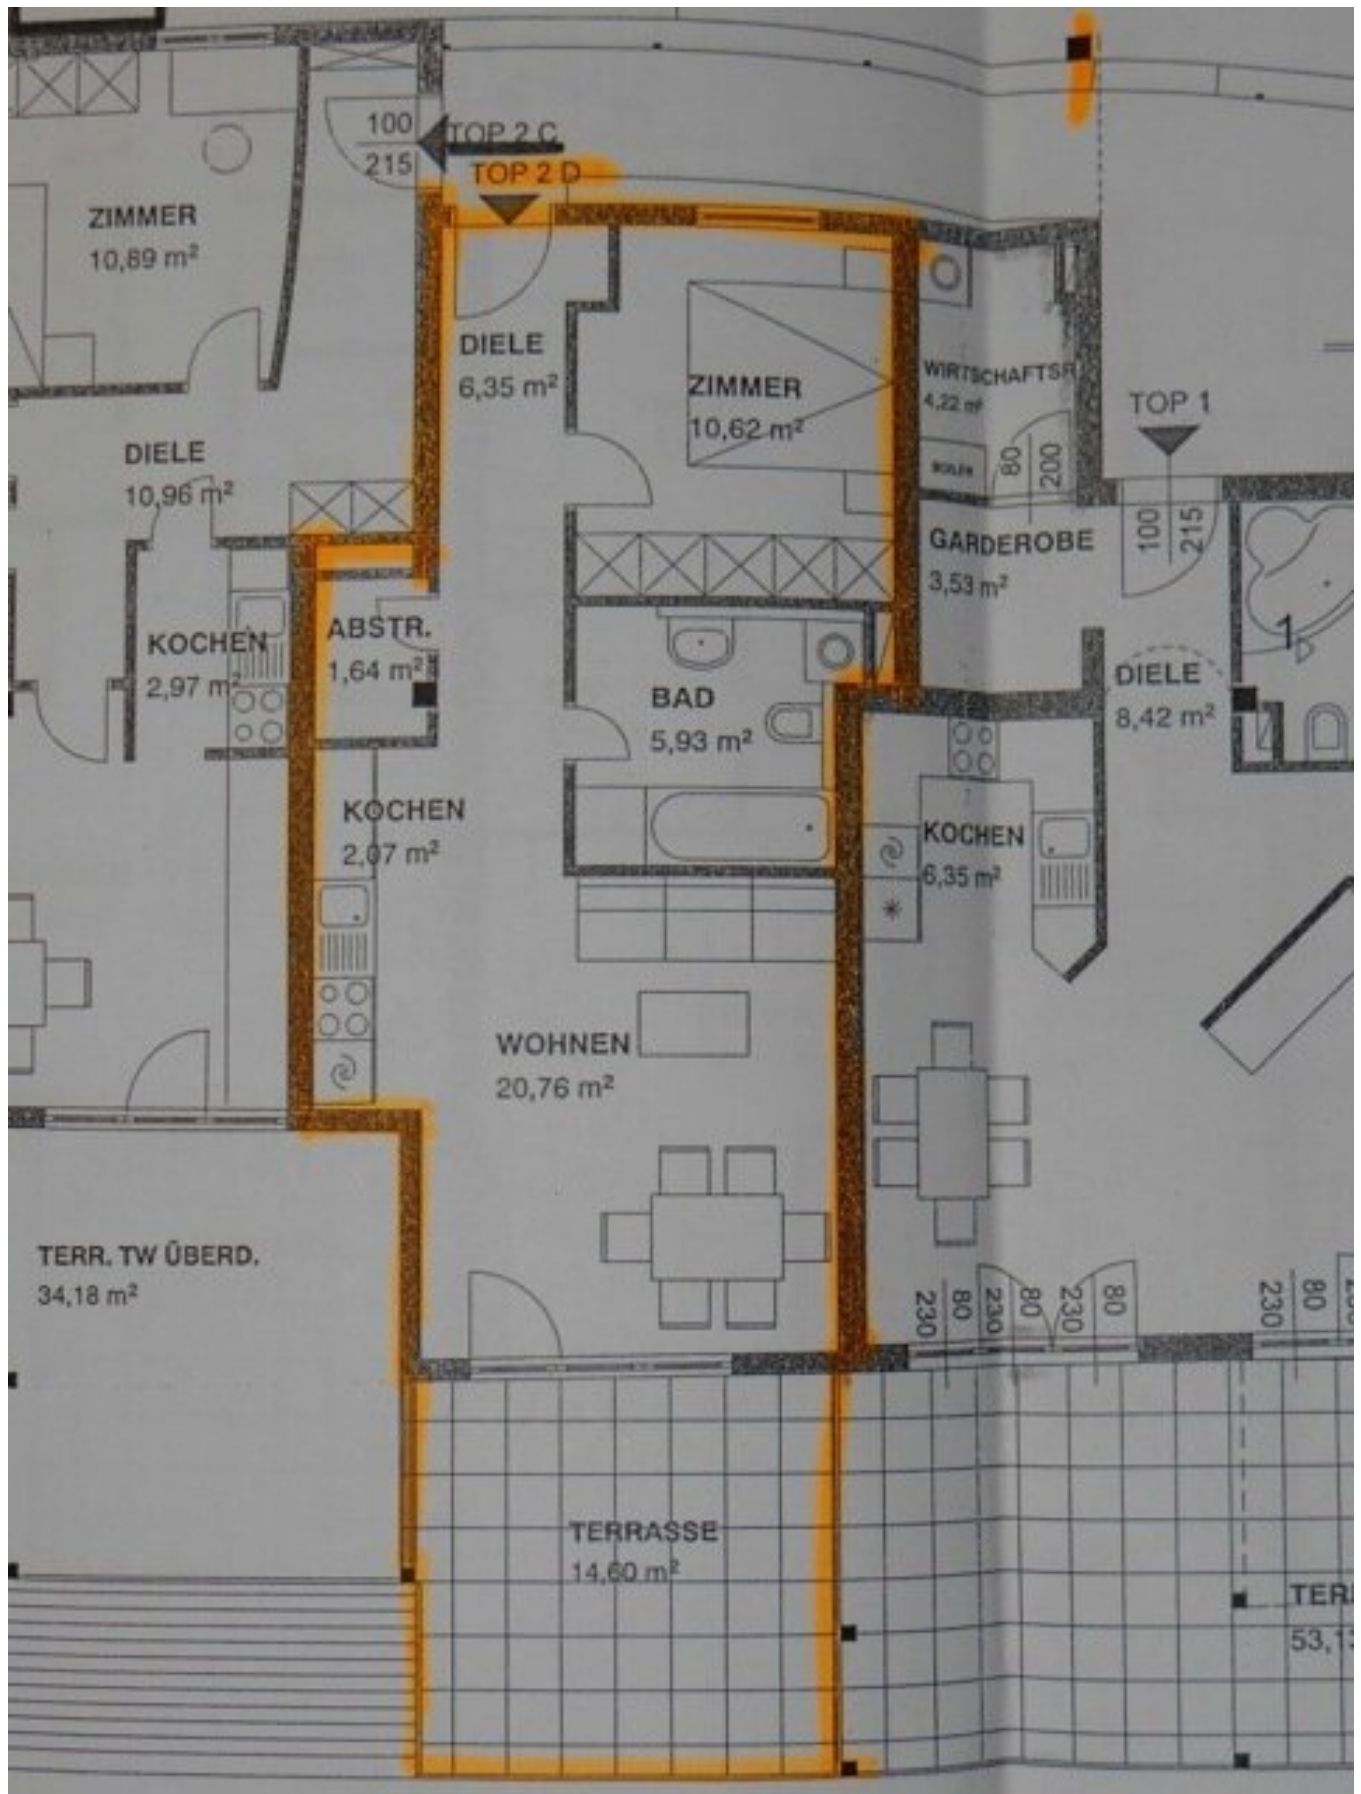 100
215
TOP 2 C
TOP 2 D
ZIMMER
10,89 m²
DIELE
6,35 m²
ZIMMER
10,62 m²
WIRTSCHAFTSR
4,22 m²
BOILER
80
200
TOP 1
100
215
DIELE
10,96 m²
GARDEROBE
3,53 m²
KOCHEN
2,97 m²
ABSTR.
1,64 m²
BAD
5,93 m²
1
DIELE
8,42 m²
KOCHEN
2,07 m²
KOCHEN
6,35 m²
WOHNEN
20,76 m²
TERR. TW ÜBERD.
34,18 m²
230
80
230
80
230
80
230
80
TERRASSE
14,60 m²